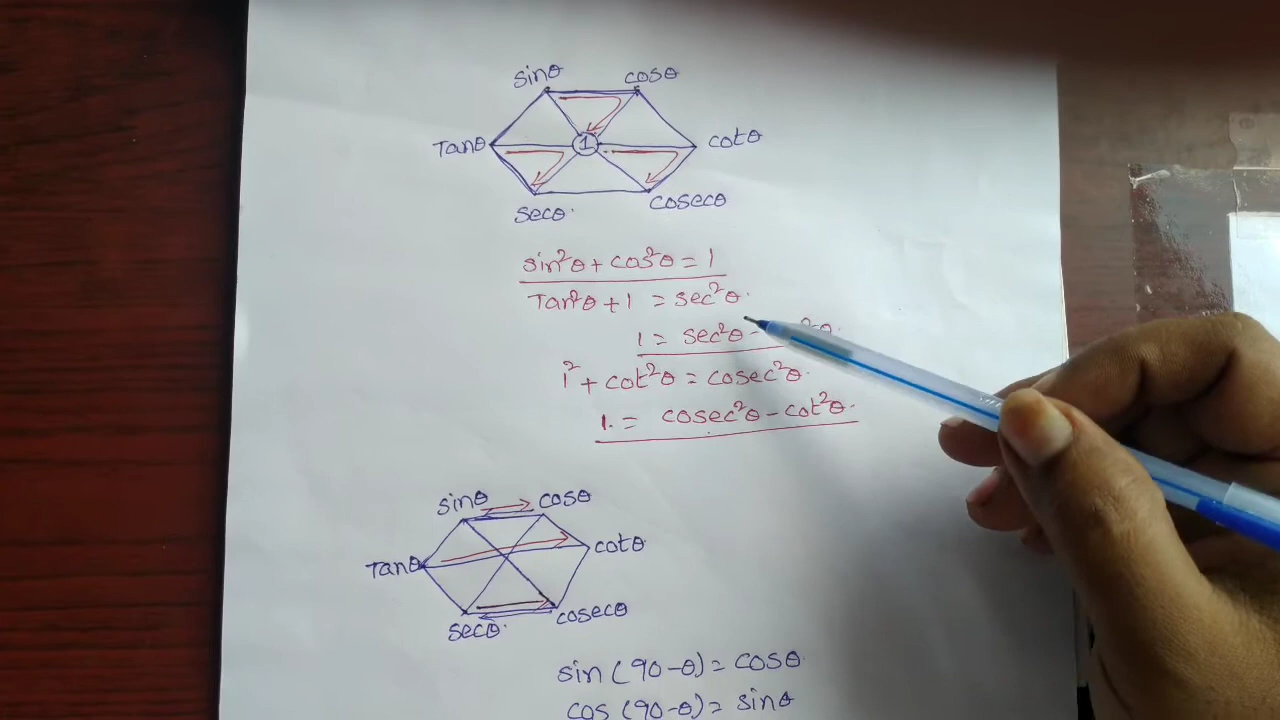 sinθ cosθ
Tanθ 1 cotθ
secθ. cosecθ
sin²θ + cos²θ = 1
Tan²θ + 1 = sec²θ.
1 = sec²θ - ²θ.
1² + cot²θ = cosec²θ.
1. = cosec²θ - cot²θ.
sinθ cosθ
Tanθ cotθ
secθ. cosecθ
sin (90-θ) = cosθ
cos (90-θ) = sinθ